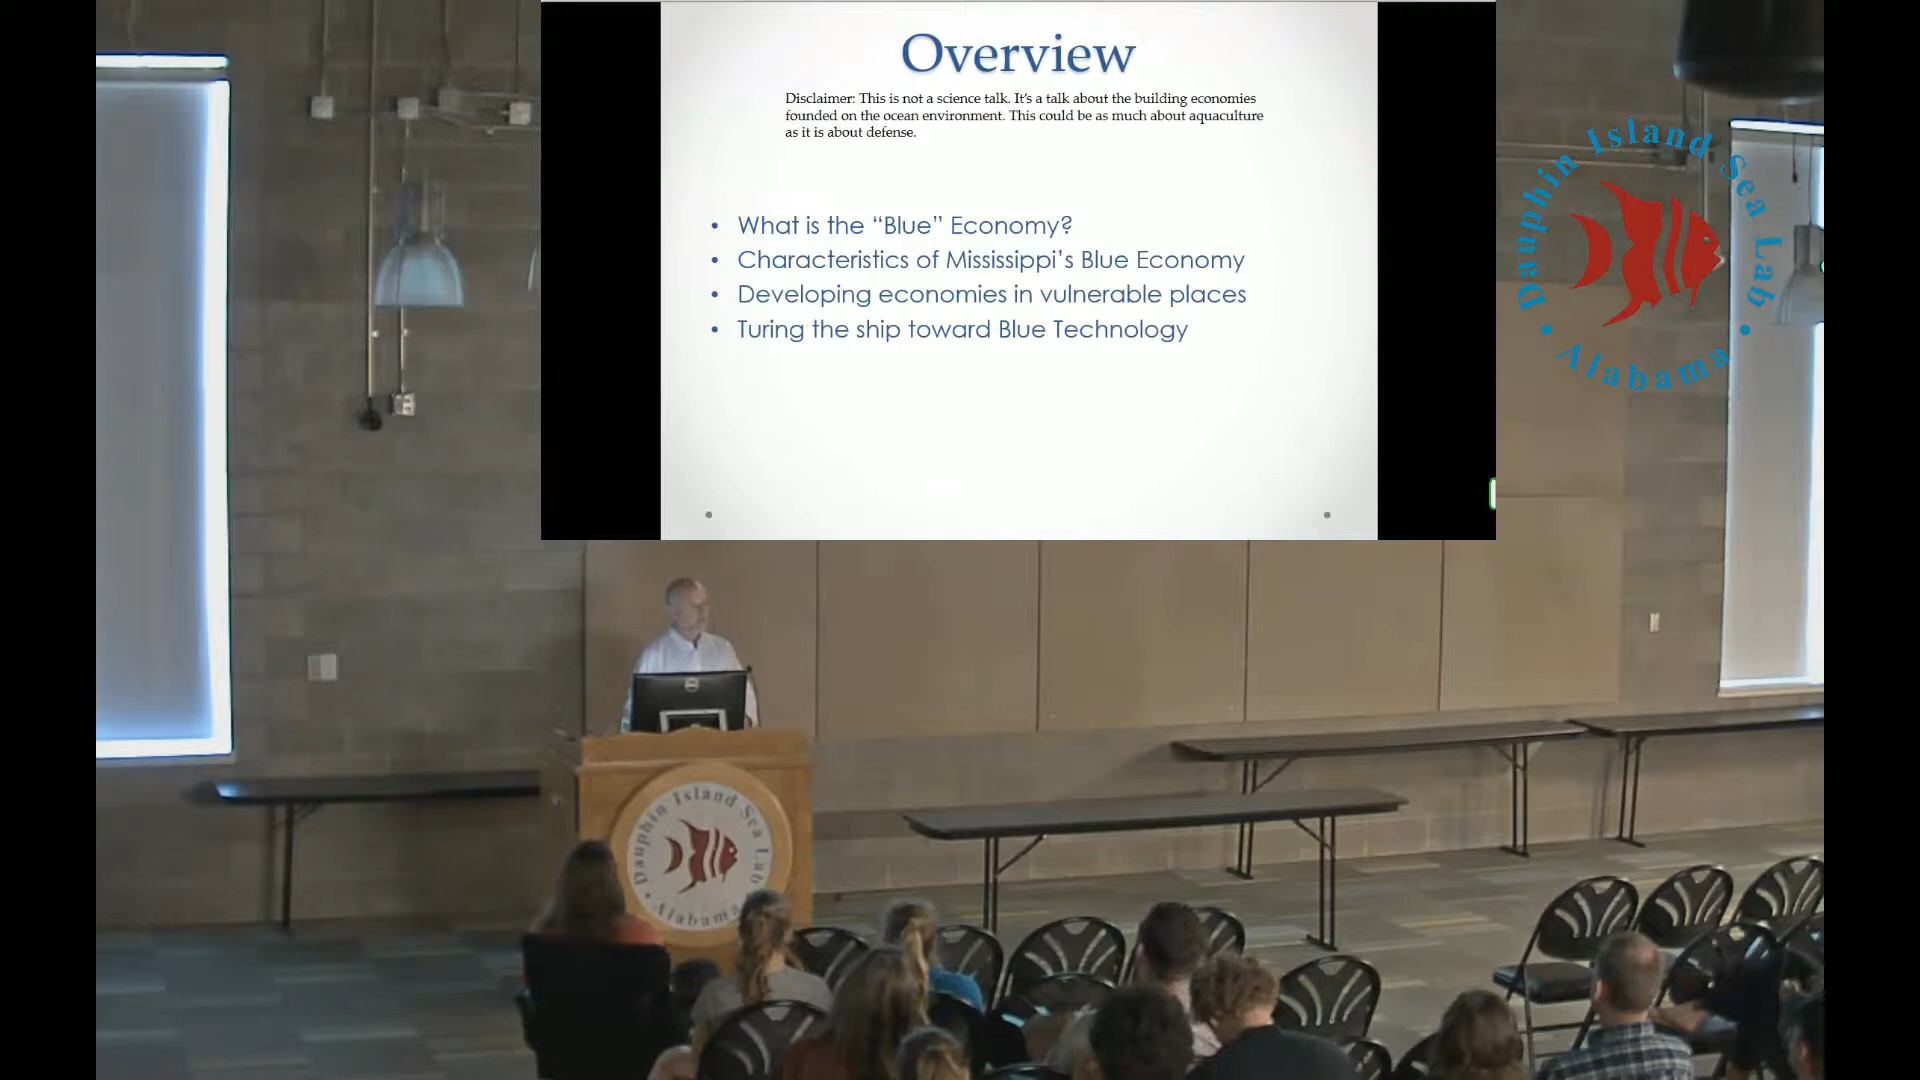 Overview
Disclaimer: This is not a science talk. It's a talk about the building economies
founded on the ocean environment. This could be as much about aquaculture
as it is about defense.
• What is the “Blue” Economy?
• Characteristics of Mississippi’s Blue Economy
• Developing economies in vulnerable places
• Turing the ship toward Blue Technology
Dauphin Island Sea Lab
• Alabama •
Dauphin Island Sea Lab
• Alabama •